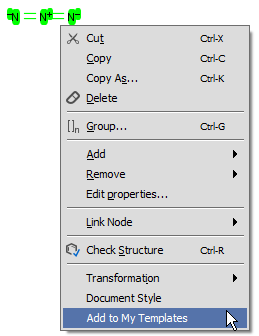 ⁻N=N⁺=N⁻
Cut Ctrl-X
Copy Ctrl-C
Copy As... Ctrl-K
Delete
[]n Group... Ctrl-G
Add
Remove
Edit properties...
Link Node
Check Structure Ctrl-R
Transformation
Document Style
Add to My Templates